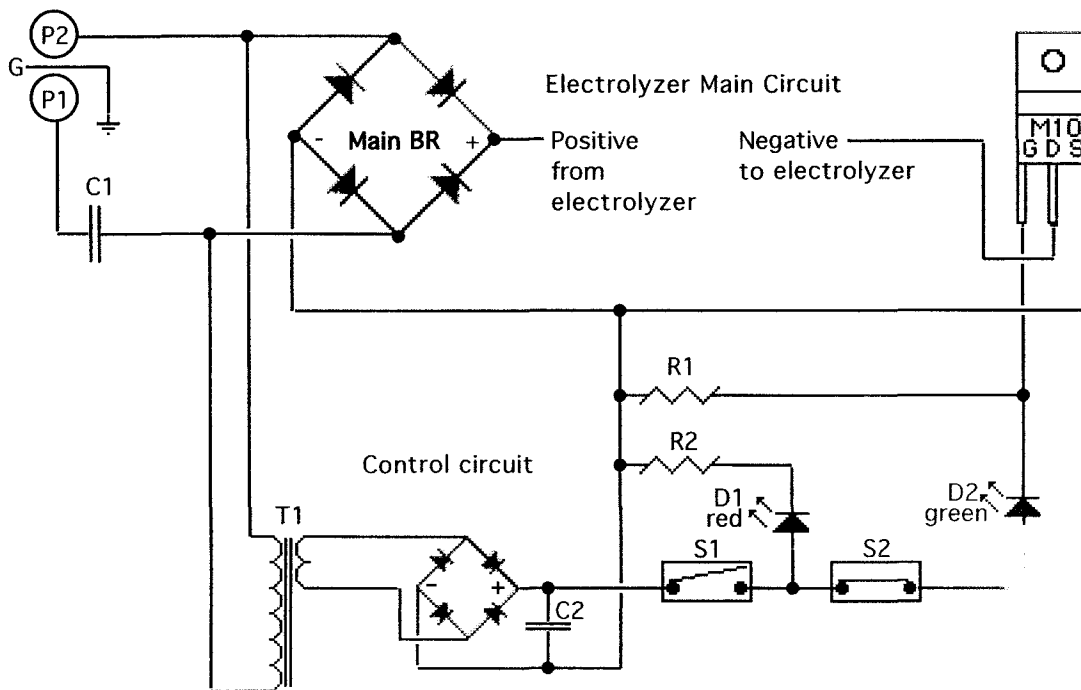 P2
G
P1
C1
Main BR
-
+
Electrolyzer Main Circuit
Positive
from
electrolyzer
Negative
to electrolyzer
M10
G D S
R1
R2
Control circuit
D1
red
D2
green
T1
S1
S2
-
+
C2